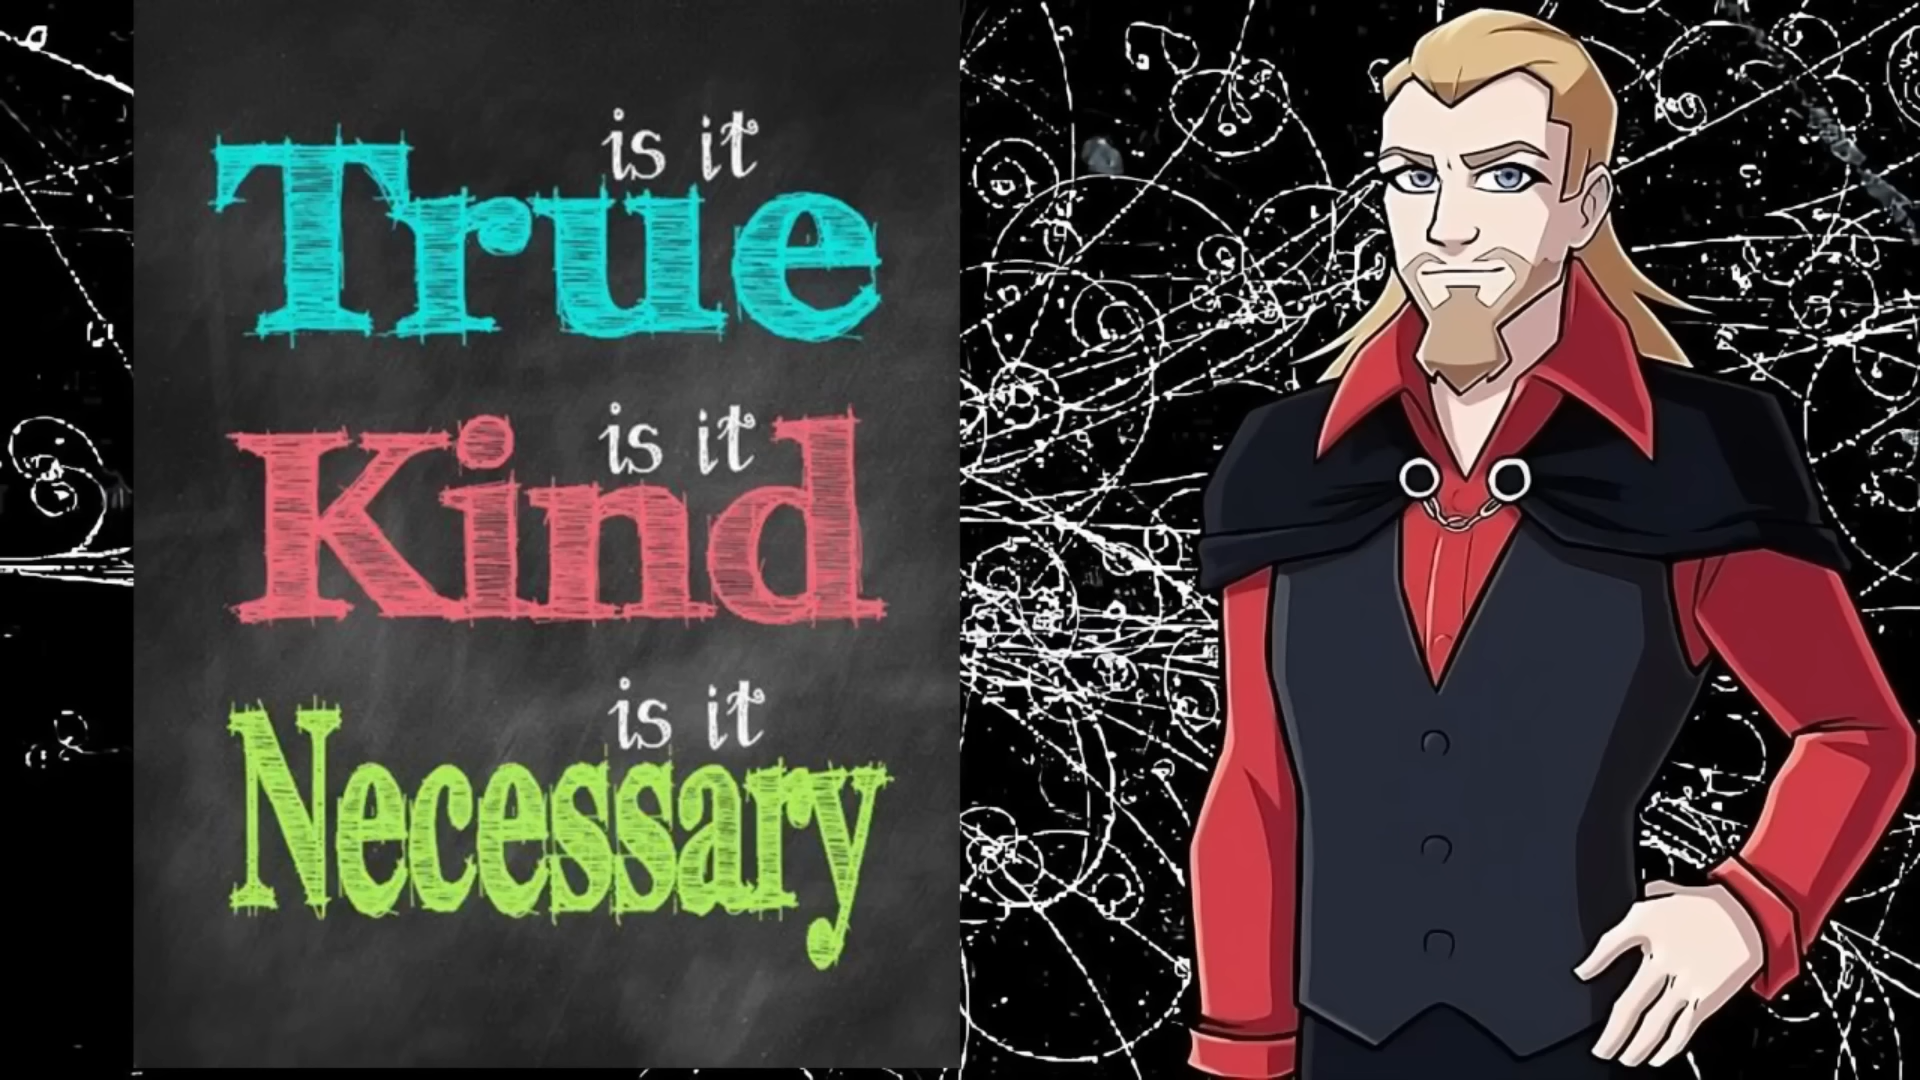 is it
True
is it
Kind
is it
Necessary